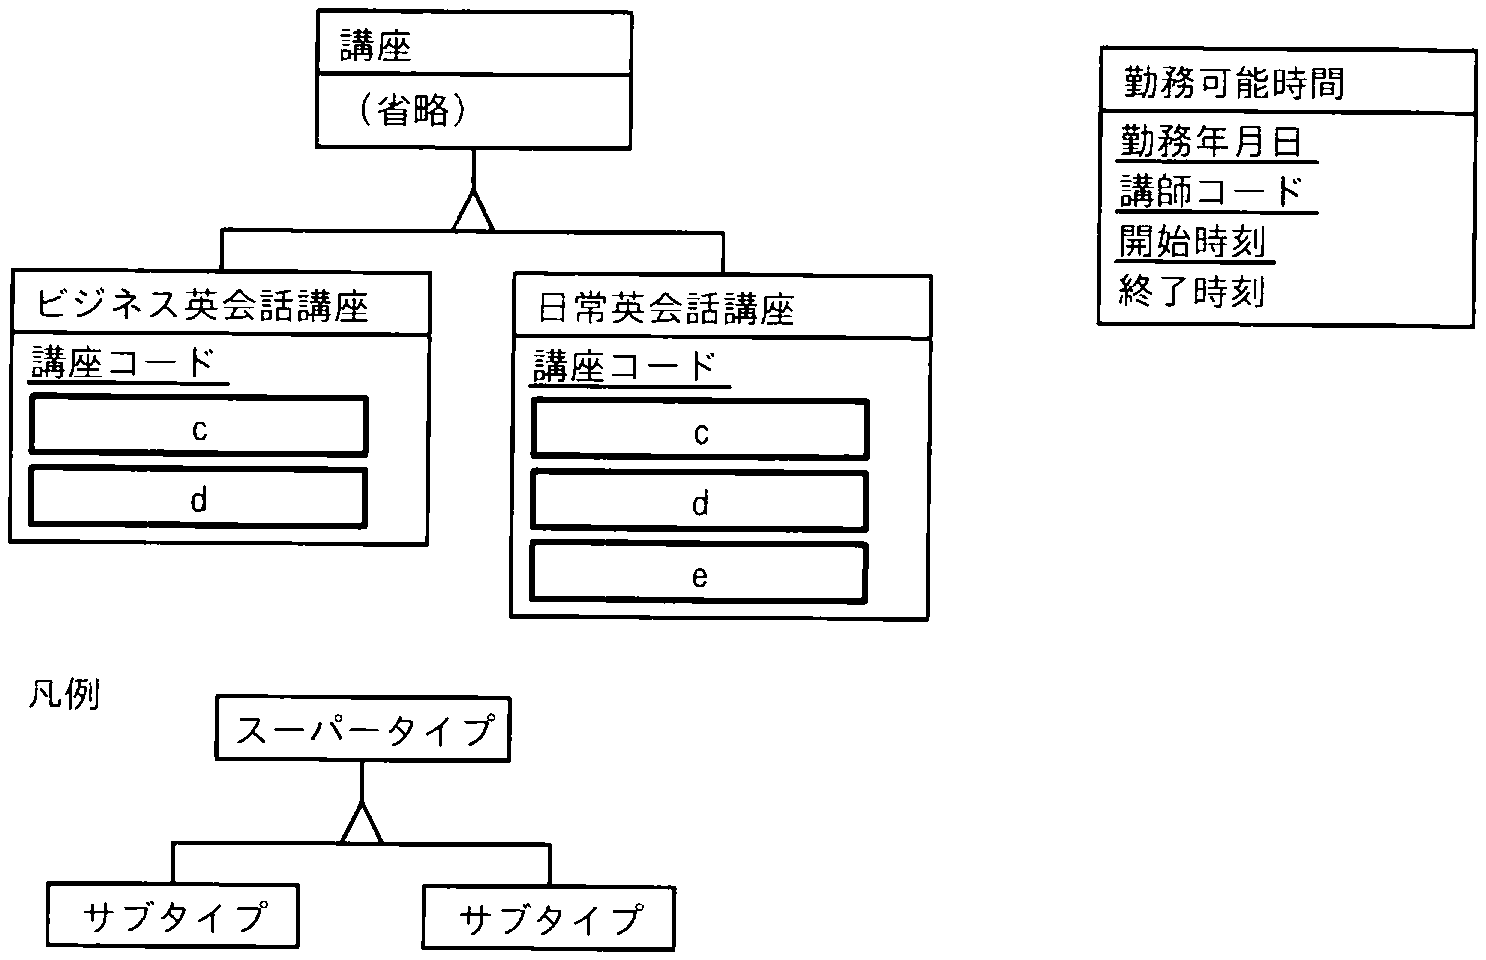 講座
(省略)
勤務可能時間
勤務年月日
講師コード
開始時刻
終了時刻
ビジネス英会話講座
講座コード
c
d
日常英会話講座
講座コード
c
d
e
凡例
スーパータイプ
サブタイプ
サブタイプ